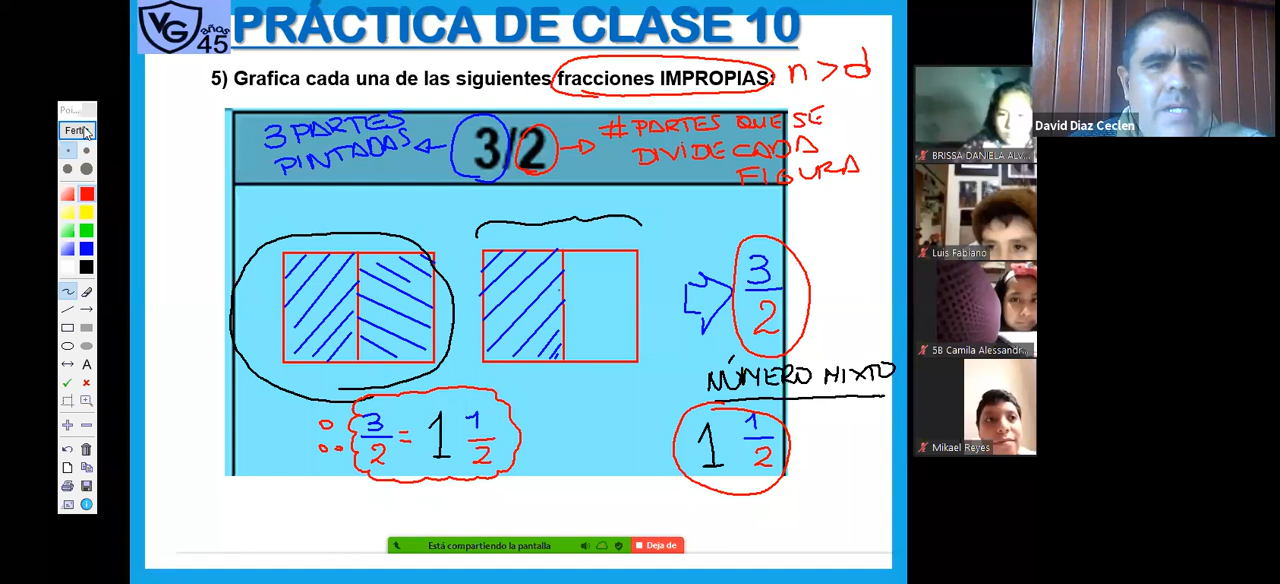 VG
años
45
PRÁCTICA DE CLASE 10
5) Grafica cada una de las siguientes fracciones IMPROPIAS: n > d
3 PARTES
PINTADAS
3/2
# PARTES QUE SE
DIVIDE CADA
FIGURA
3
2
NÚMERO MIXTO
∴ 3/2 = 1 1/2
1 1/2
Poi...
Ferti
A
David Diaz Ceclen
BRISSA DANIELA ALV...
Luis Fabiano
5B Camila Alessandr...
Mikael Reyes
Está compartiendo la pantalla
Deja de